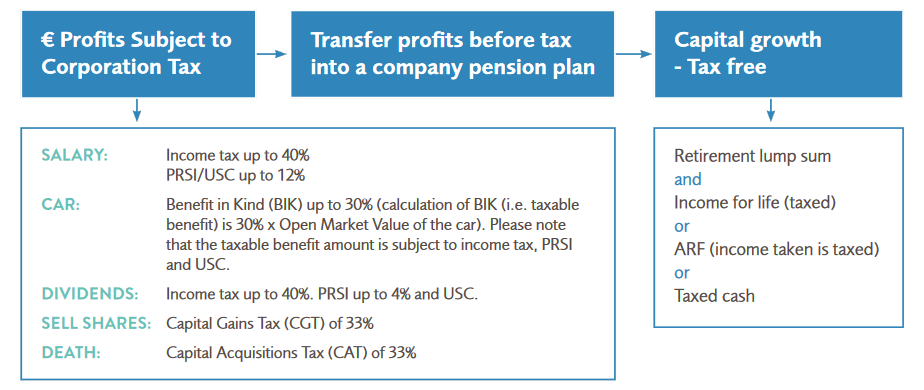 € Profits Subject to
Corporation Tax
Transfer profits before tax
into a company pension plan
Capital growth
- Tax free
SALARY: Income tax up to 40%
PRSI/USC up to 12%
CAR: Benefit in Kind (BIK) up to 30% (calculation of BIK (i.e. taxable
benefit) is 30% x Open Market Value of the car). Please note
that the taxable benefit amount is subject to income tax, PRSI
and USC.
DIVIDENDS: Income tax up to 40%. PRSI up to 4% and USC.
SELL SHARES: Capital Gains Tax (CGT) of 33%
DEATH: Capital Acquisitions Tax (CAT) of 33%
Retirement lump sum
and
Income for life (taxed)
or
ARF (income taken is taxed)
or
Taxed cash